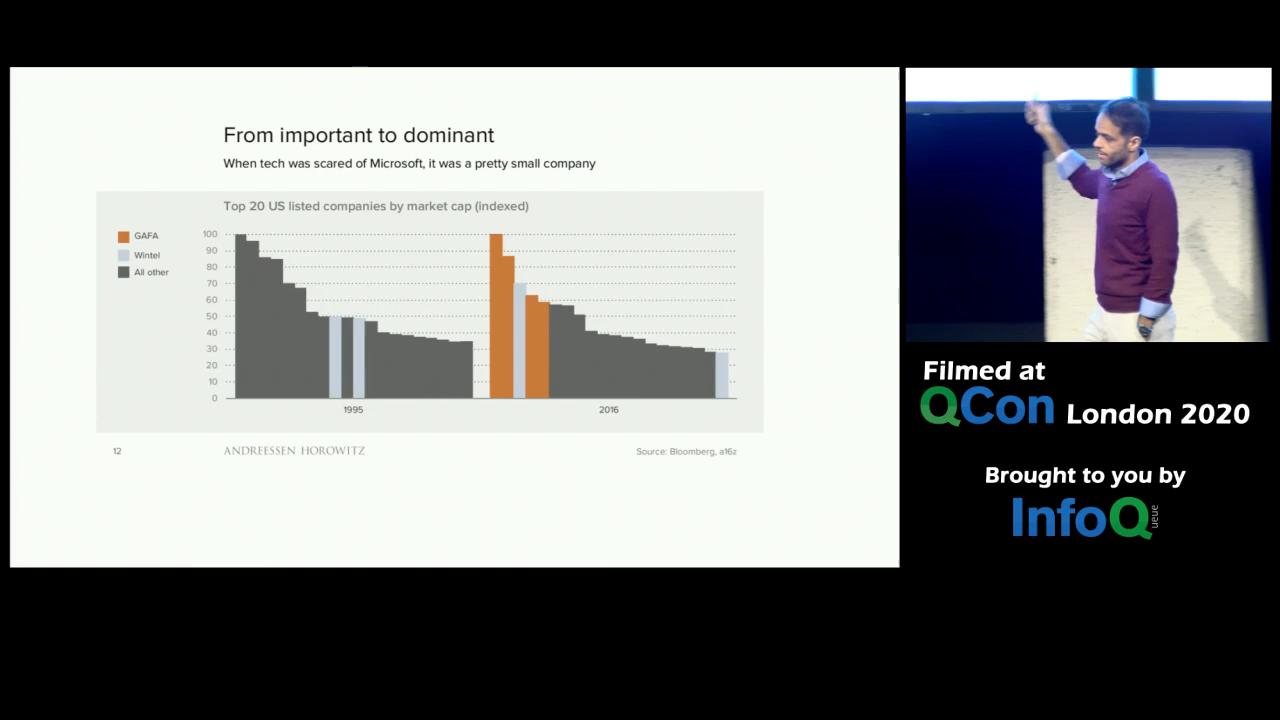 From important to dominant
When tech was scared of Microsoft, it was a pretty small company
Top 20 US listed companies by market cap (indexed)
GAFA
Wintel
All other
100
90
80
70
60
50
40
30
20
10
0
1995
2016
12
ANDREESSEN HOROWITZ
Source: Bloomberg, a16z
Filmed at
QCon London 2020
Brought to you by
InfoQ
ueue